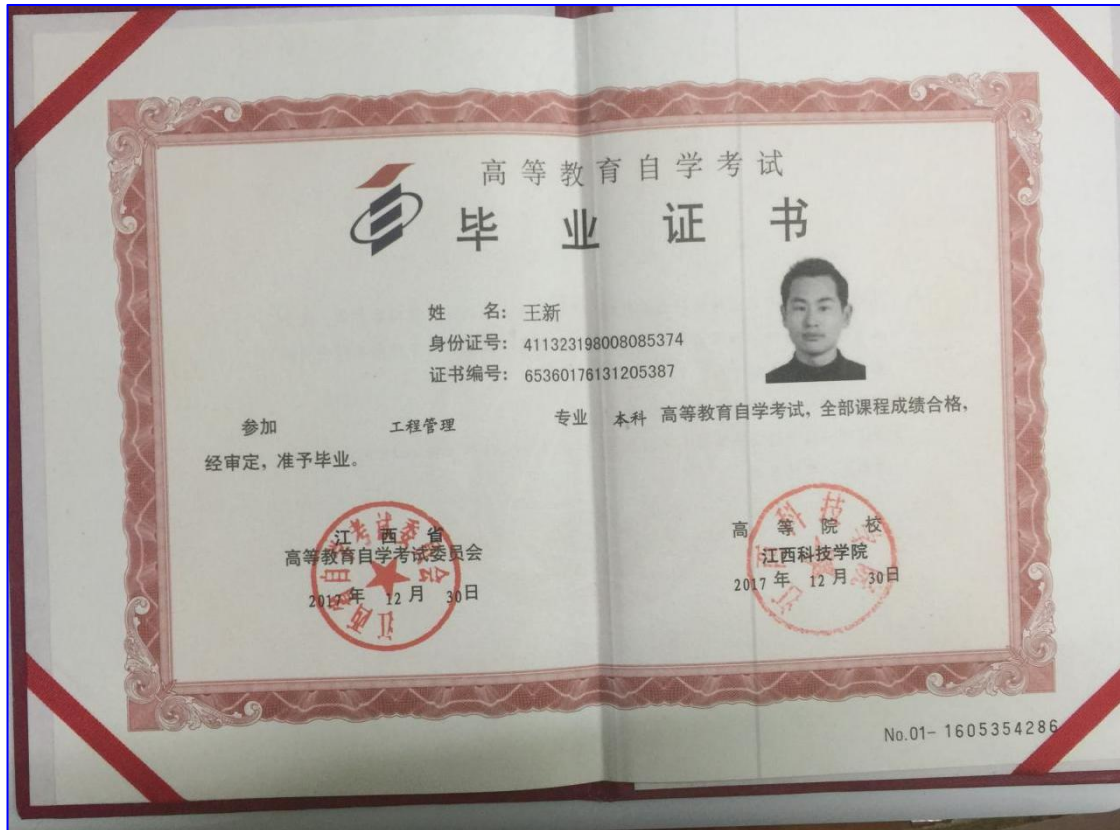 高等教育自学考试
毕业证书
姓 名：王新
身份证号：411323198008085374
证书编号：65360176131205387
参加 工程管理 专业 本科 高等教育自学考试，全部课程成绩合格，
经审定，准予毕业。
江西省
高等教育自学考试委员会
2017年 12月 30日
高等院校
江西科技学院
2017年 12月 30日
No.01- 1605354286